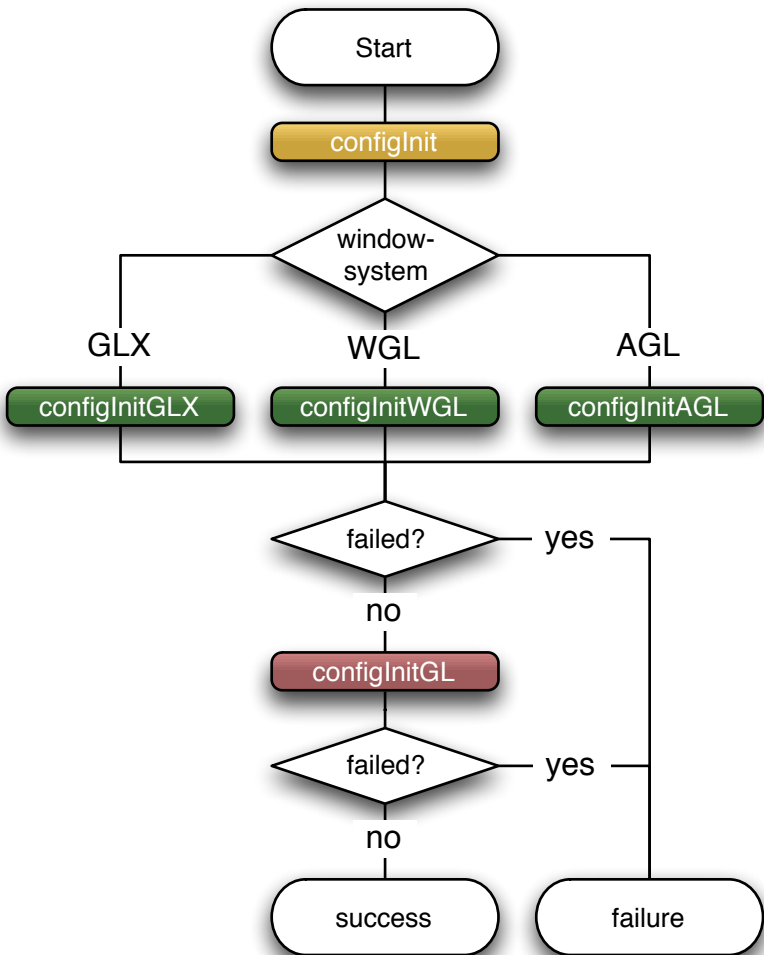 Start
configInit
window-
system
GLX
WGL
AGL
configInitGLX
configInitWGL
configInitAGL
failed?
yes
no
configInitGL
failed?
yes
no
success
failure